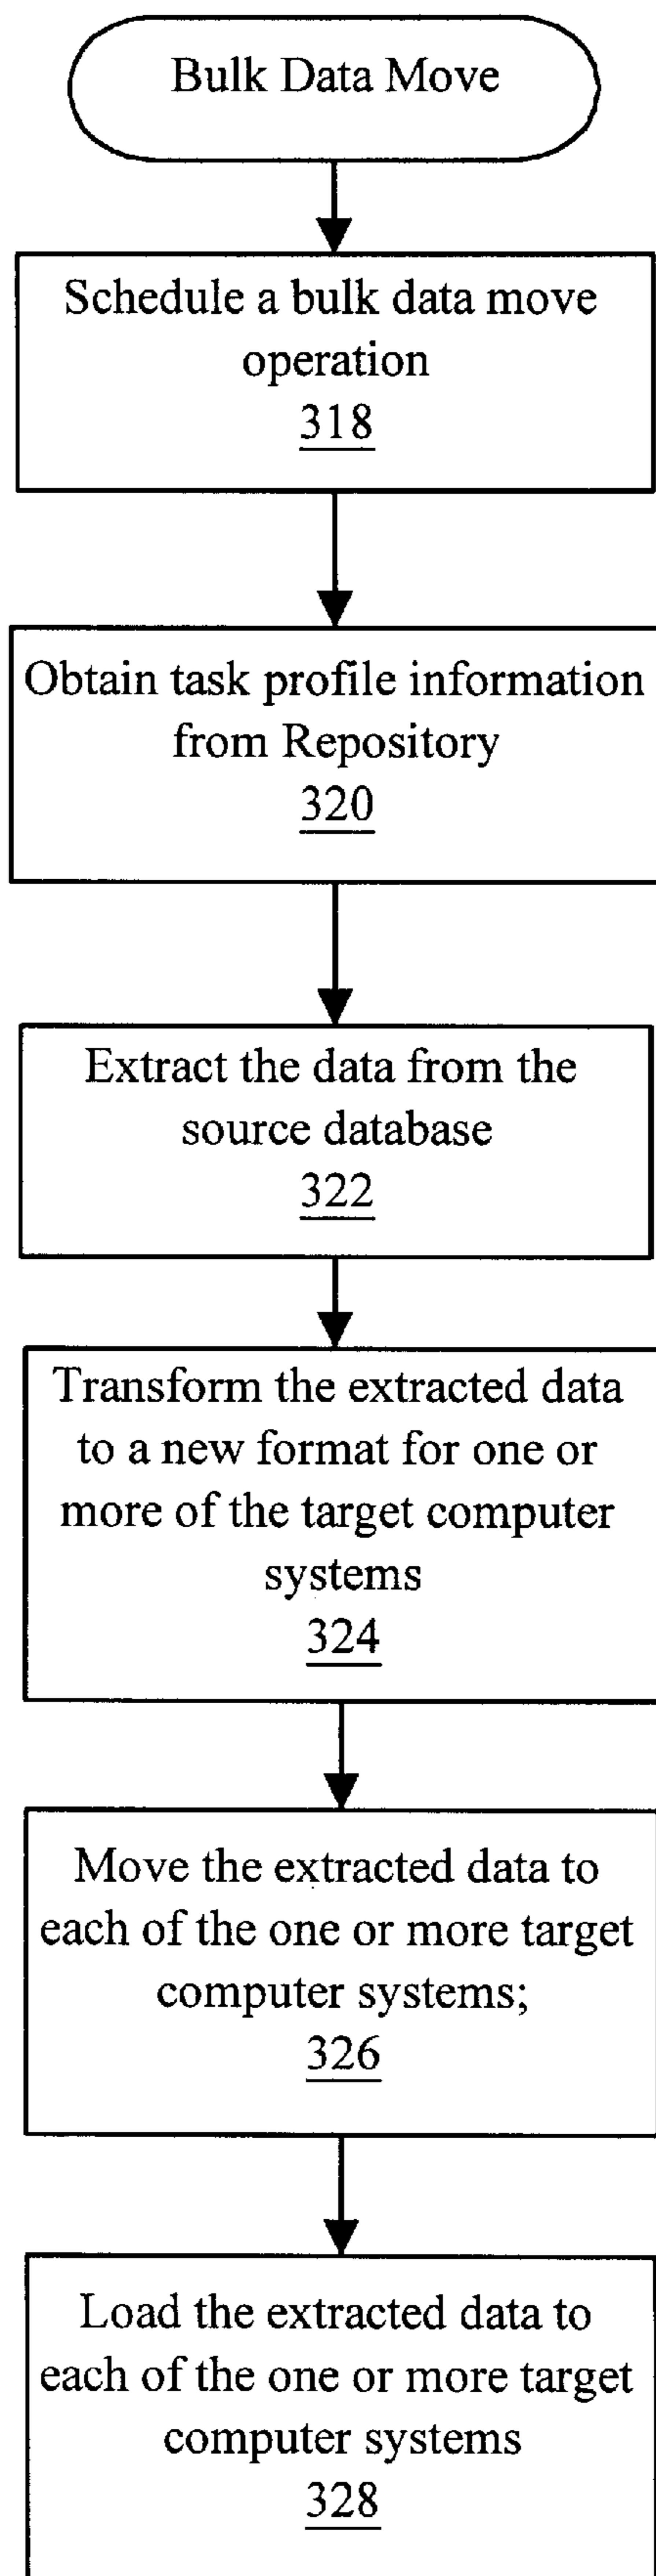 Bulk Data Move
Schedule a bulk data move
operation
318
Obtain task profile information
from Repository
320
Extract the data from the
source database
322
Transform the extracted data
to a new format for one or
more of the target computer
systems
324
Move the extracted data to
each of the one or more target
computer systems;
326
Load the extracted data to
each of the one or more target
computer systems
328